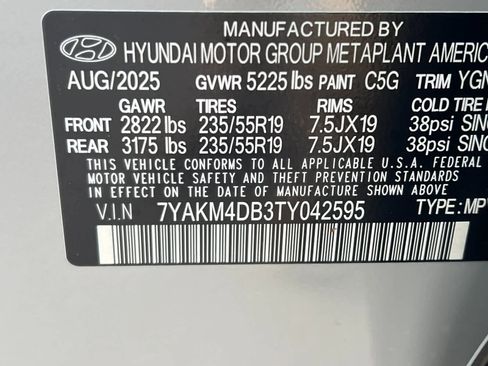 MANUFACTURED BY
HYUNDAI MOTOR GROUP METAPLANT AMERIC
AUG/2025 GVWR 5225 lbs PAINT C5G TRIM YGN
GAWR TIRES RIMS COLD TIRE
FRONT 2822 lbs 235/55R19 7.5JX19 38psi SING
REAR 3175 lbs 235/55R19 7.5JX19 38psi SING
THIS VEHICLE CONFORMS TO ALL APPLICABLE U.S.A. FEDERAL
MOTOR VEHICLE SAFETY AND THEFT PREVENTION STANDARDS
IN EFFECT ON THE DATE OF MANUFACTURE SHOWN ABOVE.
V.I.N 7YAKM4DB3TY042595 TYPE: MPV